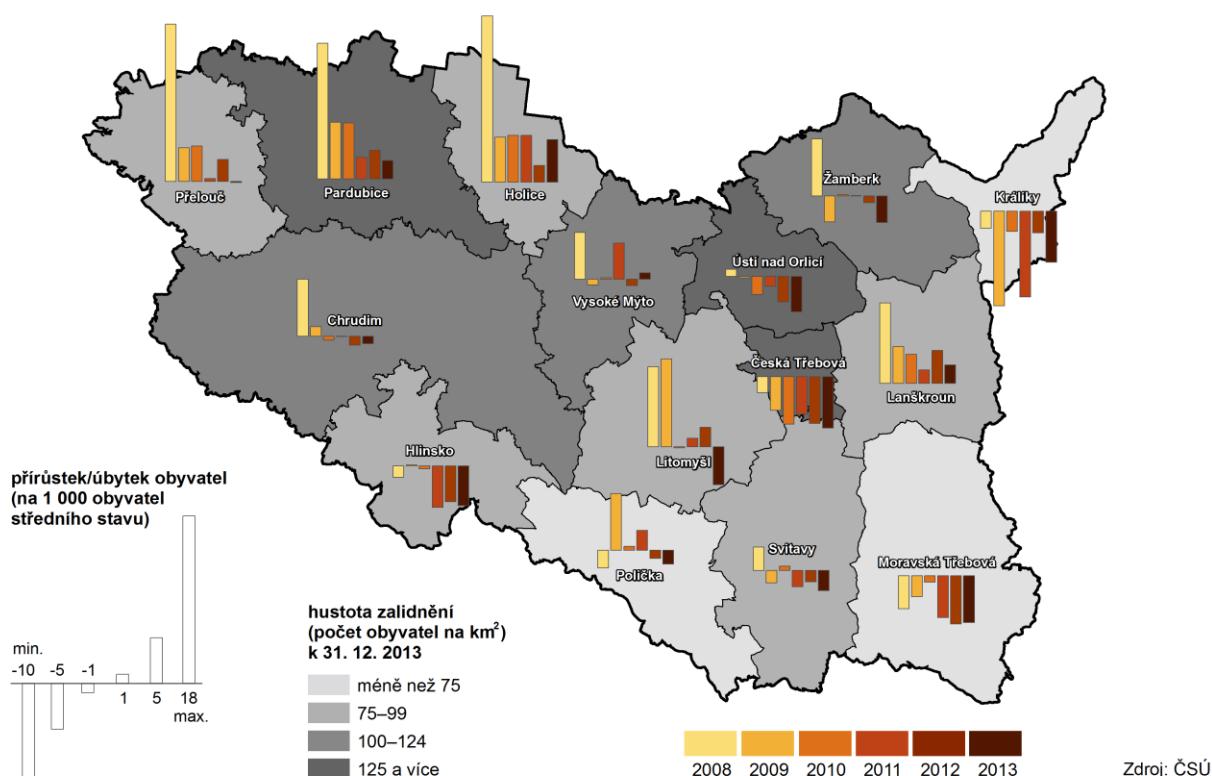 Přelouč
Pardubice
Holice
Žamberk
Králíky
Ústí nad Orlicí
Vysoké Mýto
Chrudim
Česká Třebová
Lanškroun
Hlinsko
Litomyšl
Svitavy
Polička
Moravská Třebová
přírůstek/úbytek obyvatel
(na 1 000 obyvatel
středního stavu)
min.
-10 -5 -1
1 5 18
max.
hustota zalidnění
(počet obyvatel na km²)
k 31. 12. 2013
méně než 75
75–99
100–124
125 a více
2008 2009 2010 2011 2012 2013
Zdroj: ČSÚ